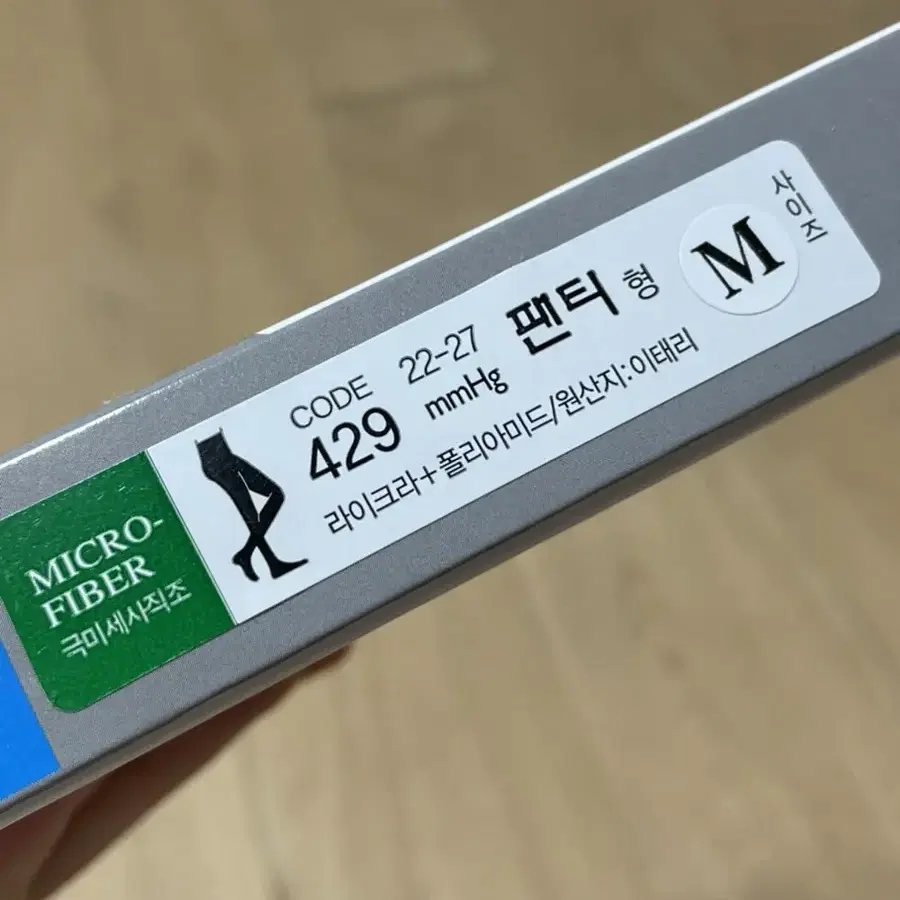 MICRO-
FIBER
극미세사직조
CODE
429
22-27
mmHg
팬티 형
M
사이즈
라이크라+폴리아미드/원산지:이태리